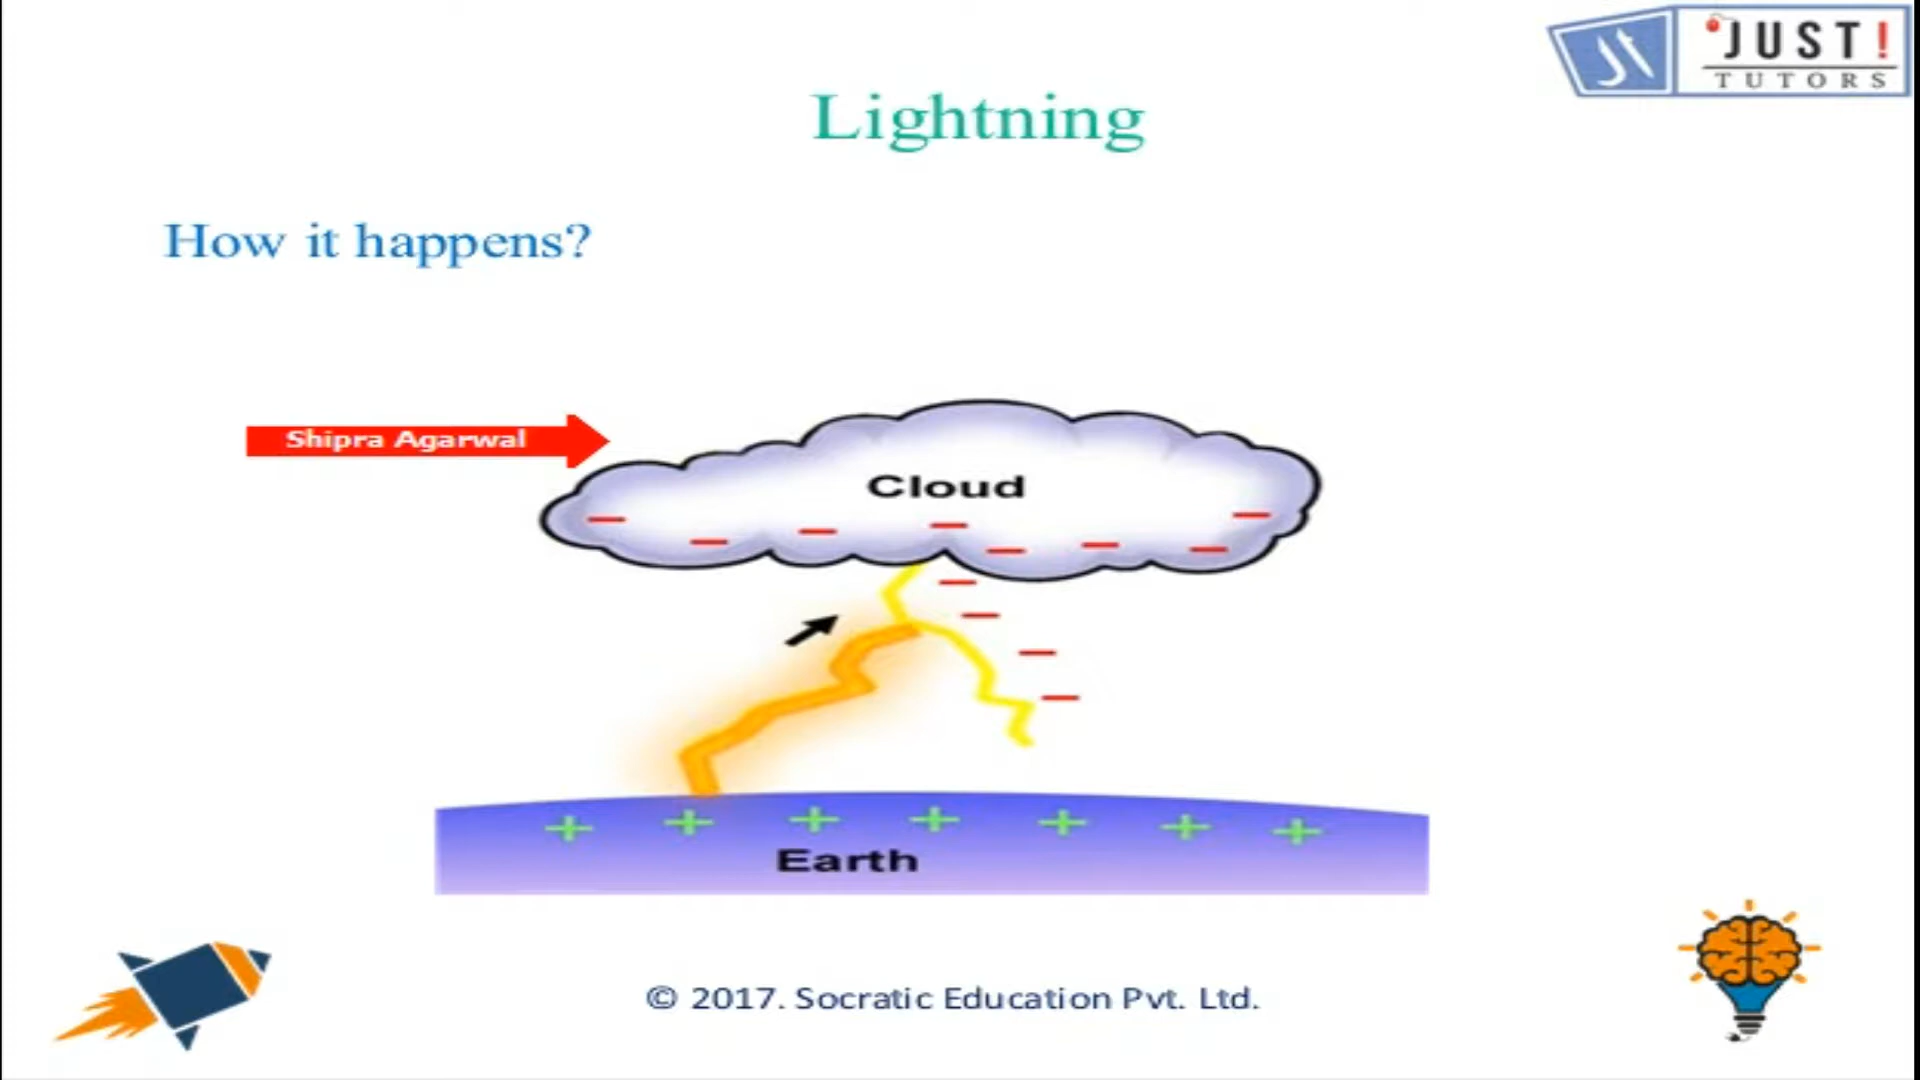 JUST!
TUTORS
Lightning
How it happens?
Shipra Agarwal
Cloud
Earth
© 2017. Socratic Education Pvt. Ltd.